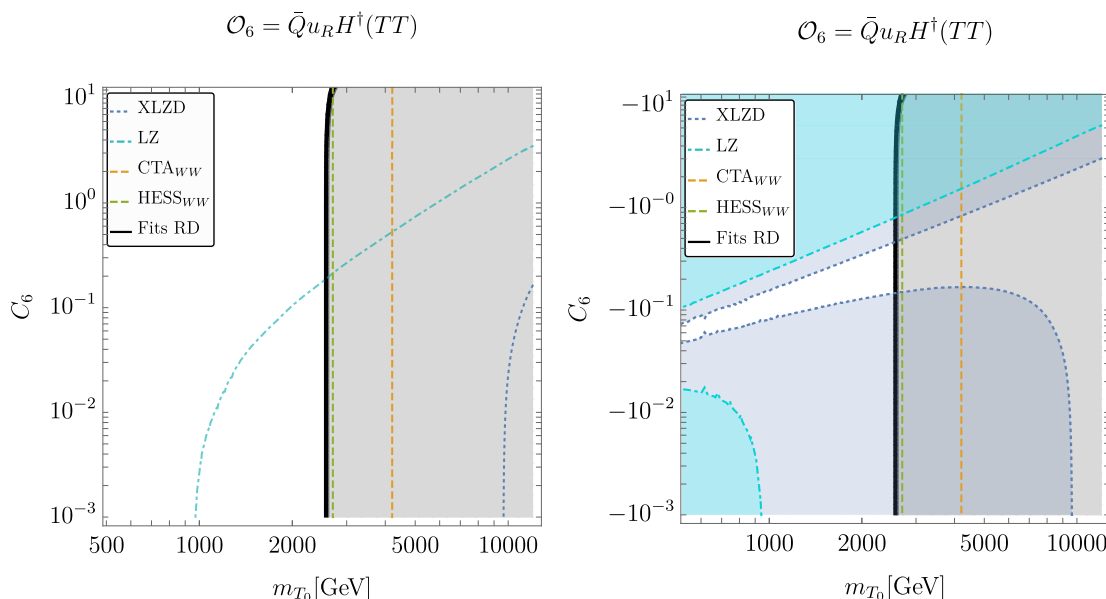 𝒪₆ = Q̄u_R H†(TT)
10¹
10⁰
10⁻¹
10⁻²
10⁻³
C₆
XLZD
LZ
CTA_WW
HESS_WW
Fits RD
500 1000 2000 5000 10000
m_T₀[GeV]
𝒪₆ = Q̄u_R H†(TT)
−10¹
−10⁰
−10⁻¹
−10⁻²
−10⁻³
C₆
XLZD
LZ
CTA_WW
HESS_WW
Fits RD
1000 2000 5000 10000
m_T₀[GeV]